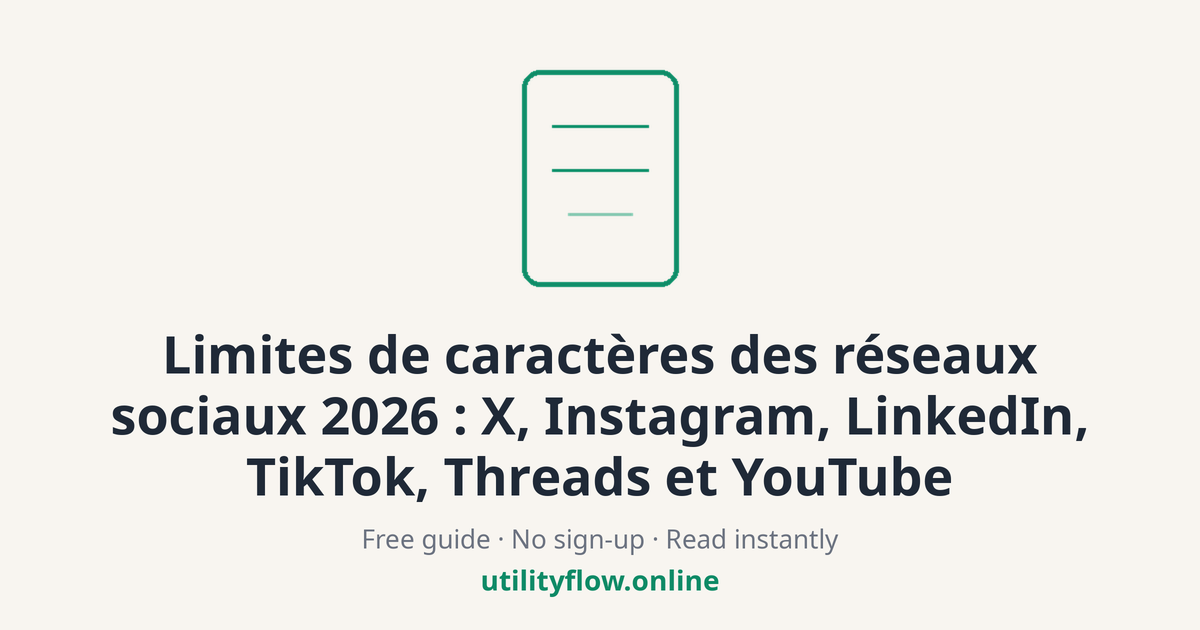 Limites de caractères des réseaux
sociaux 2026 : X, Instagram, LinkedIn,
TikTok, Threads et YouTube
Free guide · No sign-up · Read instantly
utilityflow.online